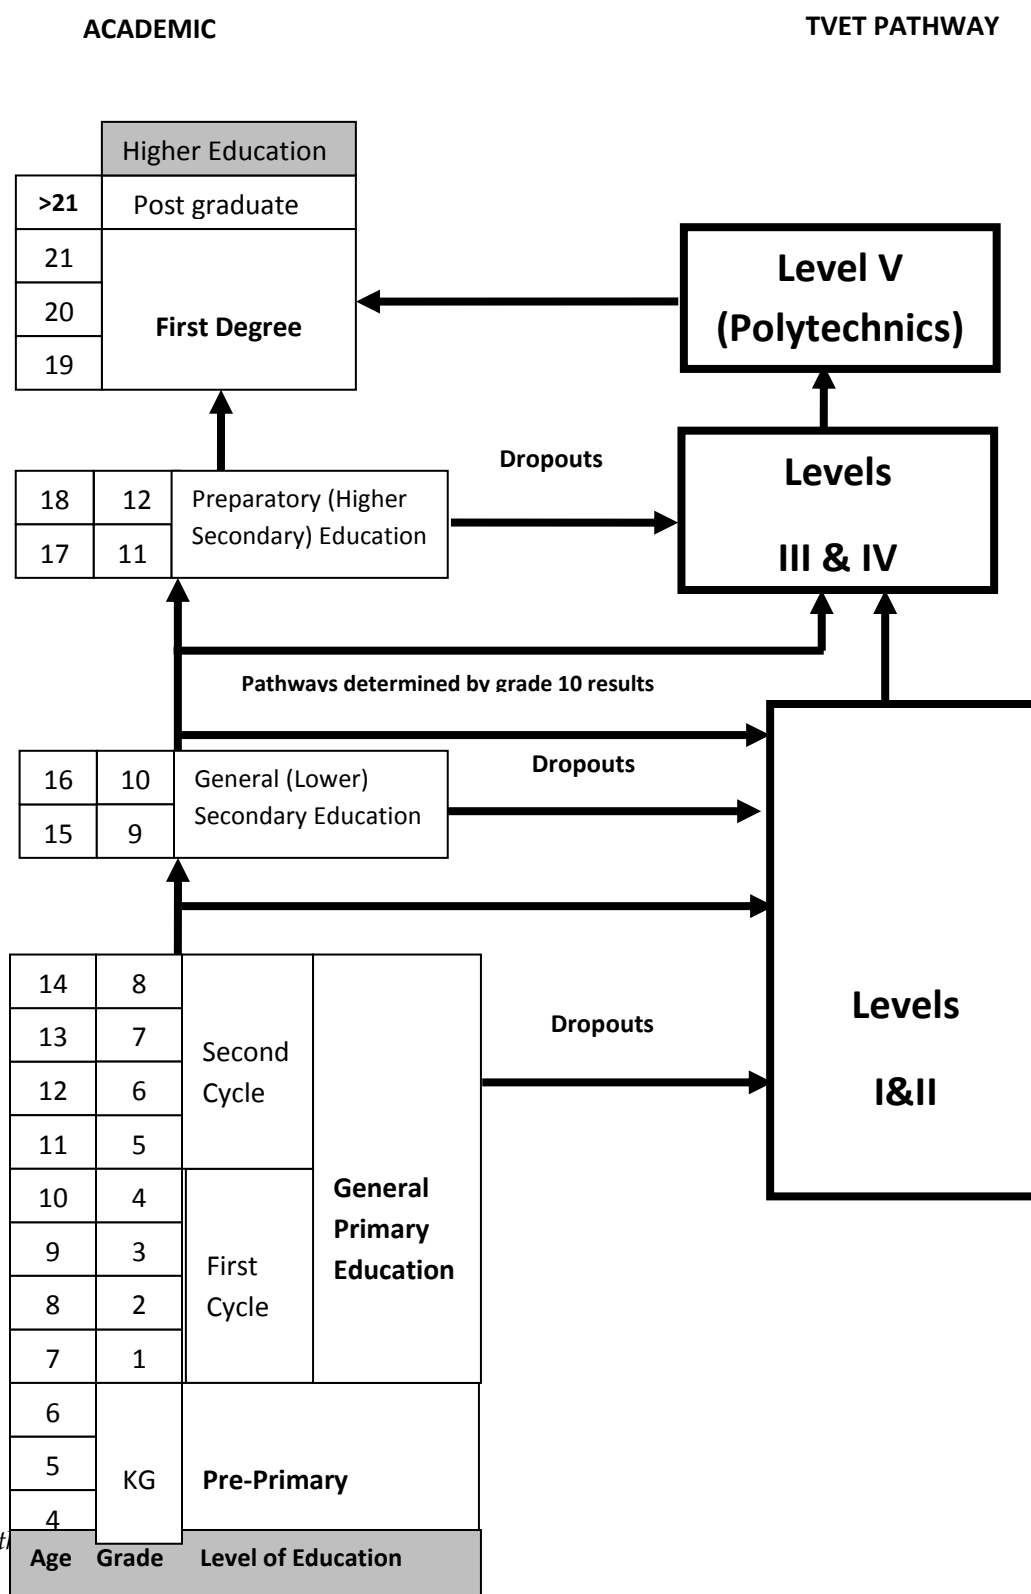 ACADEMIC
TVET PATHWAY
Higher Education
>21 Post graduate
21
20
19
First Degree
Level V
(Polytechnics)
Dropouts
Levels
III & IV
18 12 Preparatory (Higher
17 11 Secondary) Education
Pathways determined by grade 10 results
Dropouts
16 10 General (Lower)
15 9 Secondary Education
14 8
13 7
12 6
11 5
Second
Cycle
10 4
9 3
8 2
7 1
First
Cycle
General
Primary
Education
Dropouts
Levels
I&II
6
5
4
KG
Pre-Primary
Age Grade Level of Education